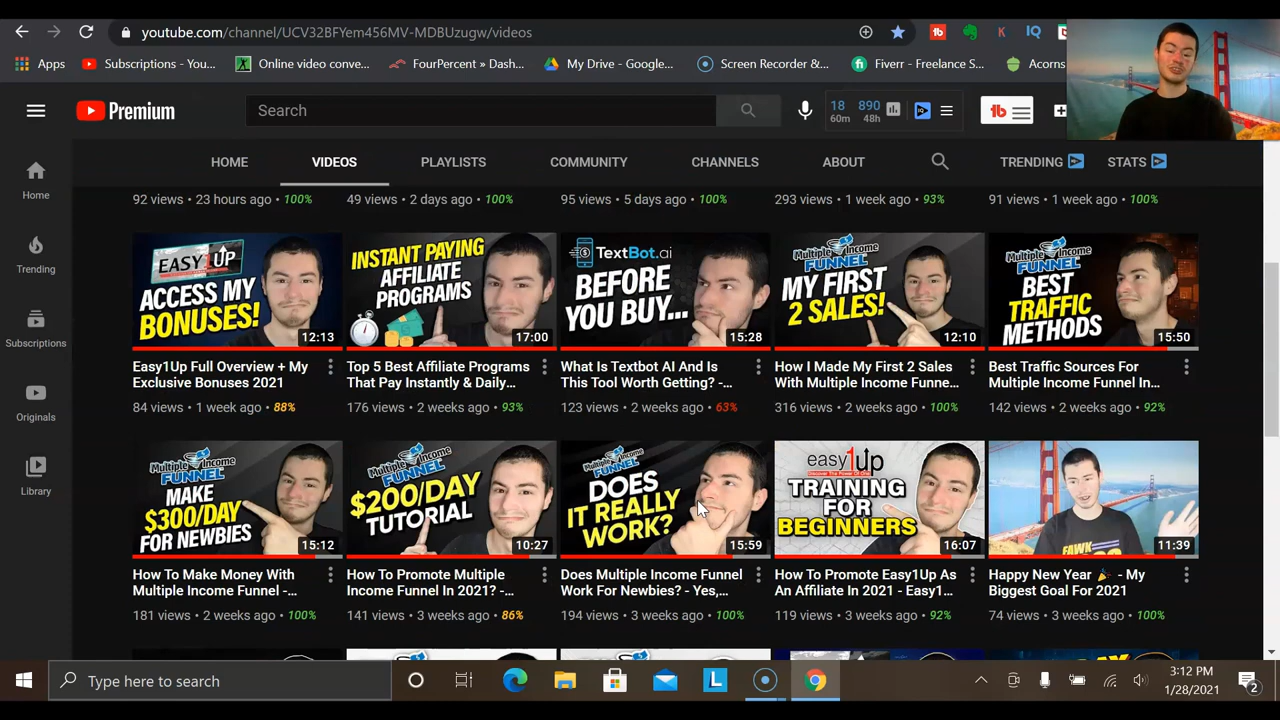 youtube.com/channel/UCV32BFYem456MV-MDBUzugw/videos
Apps
Subscriptions - You...
Online video conve...
FourPercent » Dash...
My Drive - Google...
Screen Recorder &...
Fiverr - Freelance S...
Acorns
Premium
Search
18 890
60m 48h
HOME
VIDEOS
PLAYLISTS
COMMUNITY
CHANNELS
ABOUT
TRENDING
STATS
Home
Trending
Subscriptions
Originals
Library
92 views • 23 hours ago • 100%
49 views • 2 days ago • 100%
95 views • 5 days ago • 100%
293 views • 1 week ago • 93%
91 views • 1 week ago • 100%
EASY1UP
ACCESS MY
BONUSES!
12:13
INSTANT PAYING
AFFILIATE
PROGRAMS
17:00
TextBot.ai
BEFORE
YOU BUY...
15:28
Multiple Income
FUNNEL
MY FIRST
2 SALES!
12:10
Multiple Income
FUNNEL
BEST
TRAFFIC
METHODS
15:50
Easy1Up Full Overview + My
Exclusive Bonuses 2021
84 views • 1 week ago • 88%
Top 5 Best Affiliate Programs
That Pay Instantly & Daily...
176 views • 2 weeks ago • 93%
What Is Textbot AI And Is
This Tool Worth Getting? -...
123 views • 2 weeks ago • 63%
How I Made My First 2 Sales
With Multiple Income Funne...
316 views • 2 weeks ago • 100%
Best Traffic Sources For
Multiple Income Funnel In...
142 views • 2 weeks ago • 92%
Multiple Income
FUNNEL
MAKE
$300/DAY
FOR NEWBIES
15:12
Multiple Income
FUNNEL
$200/DAY
TUTORIAL
10:27
Multiple Income
FUNNEL
DOES
IT REALLY
WORK?
15:59
easy1up
Discover The Power Of One
TRAINING
FOR
BEGINNERS
16:07
11:39
How To Make Money With
Multiple Income Funnel -...
181 views • 2 weeks ago • 100%
How To Promote Multiple
Income Funnel In 2021? -...
141 views • 3 weeks ago • 86%
Does Multiple Income Funnel
Work For Newbies? - Yes,...
194 views • 3 weeks ago • 100%
How To Promote Easy1Up As
An Affiliate In 2021 - Easy1...
119 views • 3 weeks ago • 92%
Happy New Year 🎉 - My
Biggest Goal For 2021
74 views • 3 weeks ago • 100%
Type here to search
3:12 PM
1/28/2021
2